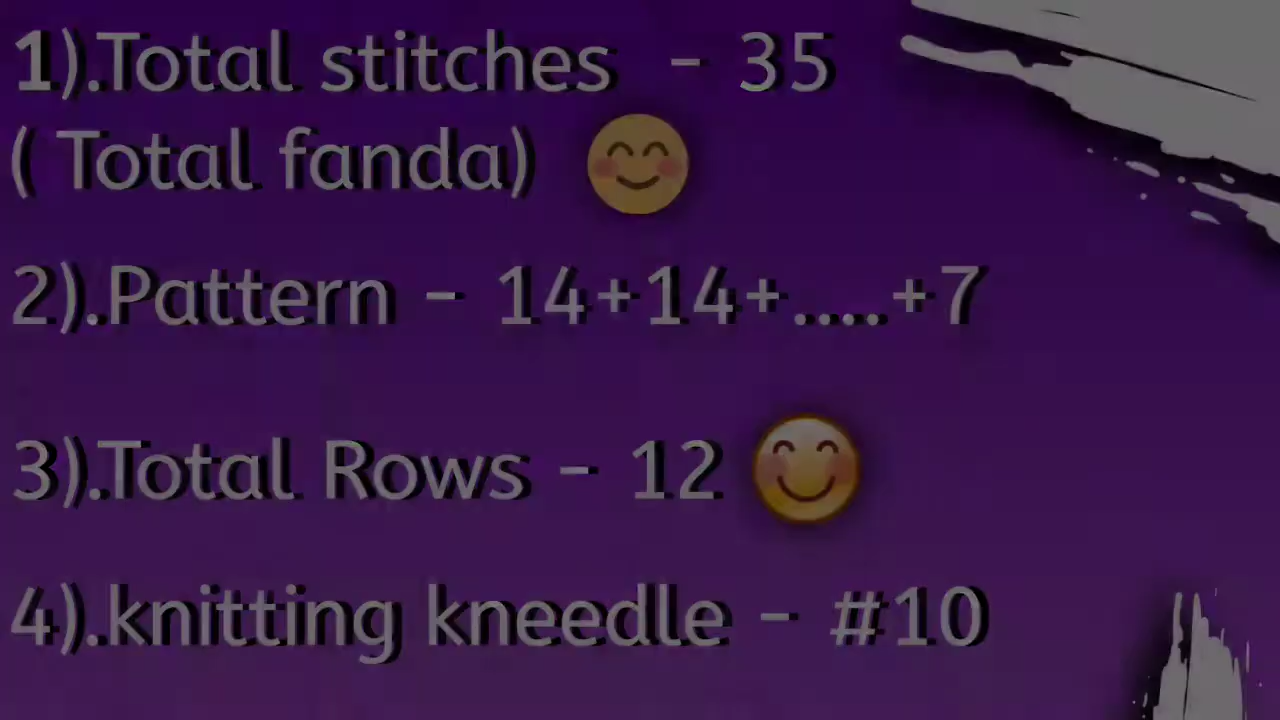 1).Total stitches - 35
( Total fanda) 😊
2).Pattern - 14+14+....+7
3).Total Rows - 12 😊
4).knitting kneedle - #10